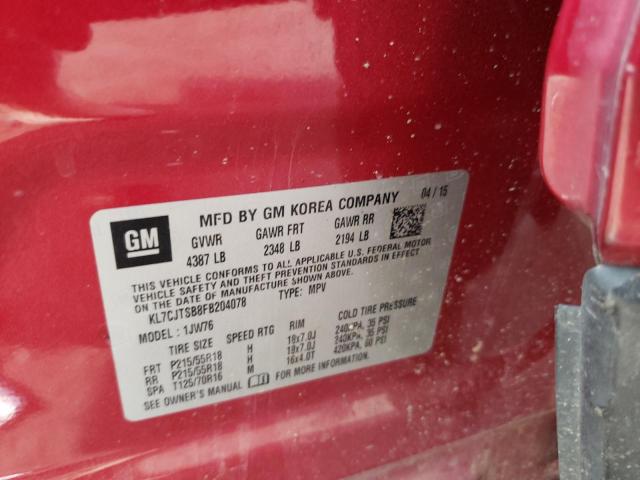 GM
MFD BY GM KOREA COMPANY 04 / 15
GVWR GAWR FRT GAWR RR
4387 LB 2348 LB 2194 LB
THIS VEHICLE CONFORMS TO ALL APPLICABLE U.S. FEDERAL MOTOR
VEHICLE SAFETY AND THEFT PREVENTION STANDARDS IN EFFECT
ON THE DATE OF MANUFACTURE SHOWN ABOVE.
KL7CJTSB8FB204078 TYPE: MPV
MODEL : 1JW76
TIRE SIZE SPEED RTG RIM COLD TIRE PRESSURE
FRT P215/55R18 H 18x7.0J 240KPA, 35 PSI
RR P215/55R18 H 18x7.0J 240KPA, 35 PSI
SPA T125/70R16 M 16x4.0T 420KPA, 60 PSI
SEE OWNER'S MANUAL FOR MORE INFORMATION.